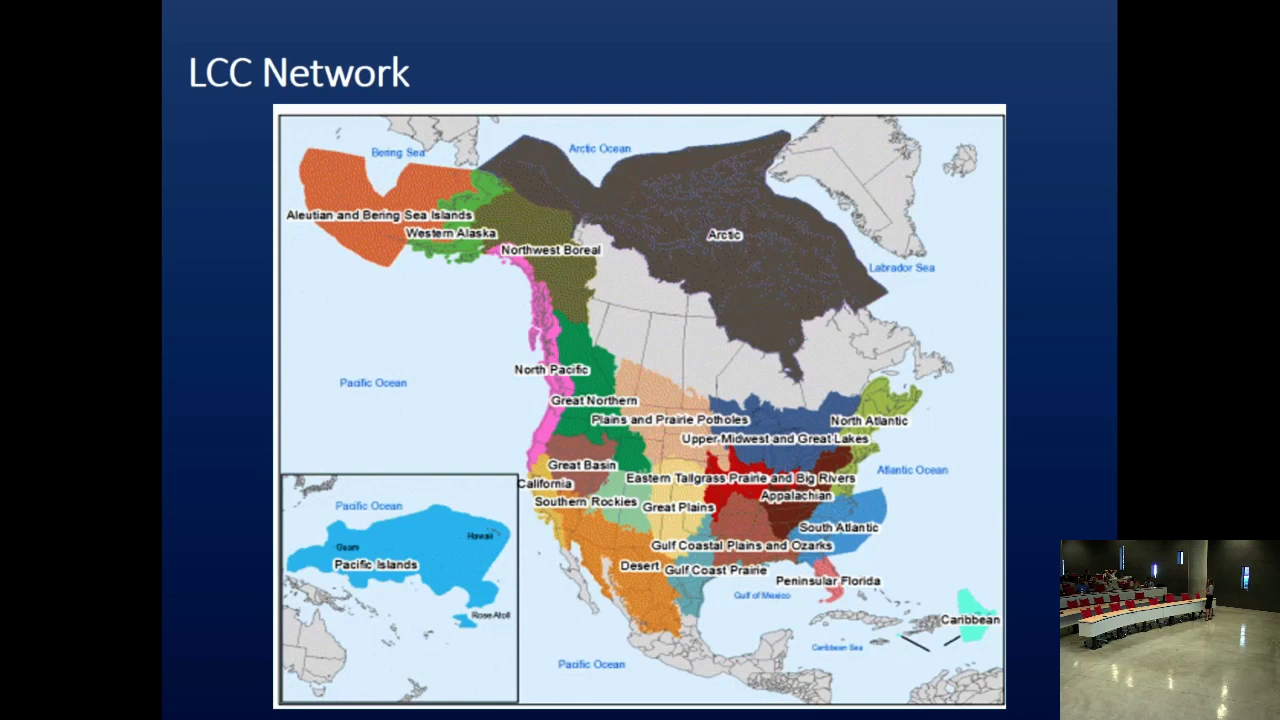 LCC Network
Bering Sea
Arctic Ocean
Aleutian and Bering Sea Islands
Western Alaska
Arctic
Northwest Boreal
Labrador Sea
North Pacific
Pacific Ocean
Great Northern
Plains and Prairie Potholes
North Atlantic
Upper Midwest and Great Lakes
Great Basin
Atlantic Ocean
California
Eastern Tallgrass Prairie and Big Rivers
Southern Rockies
Appalachian
Great Plains
South Atlantic
Gulf Coastal Plains and Ozarks
Desert
Gulf Coast Prairie
Peninsular Florida
Gulf of Mexico
Caribbean
Caribbean Sea
Pacific Ocean
Pacific Ocean
Hawaii
Guam
Pacific Islands
Rose Atoll